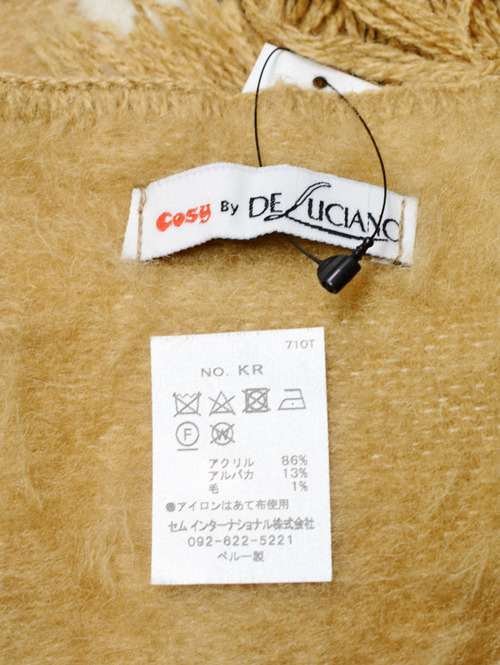 Cosy By DE LUCIANO
710T
NO. KR
F W
アクリル 86%
アルパカ 13%
毛 1%
●アイロンはあて布使用
セム インターナショナル株式会社
092-622-5221
ペルー製